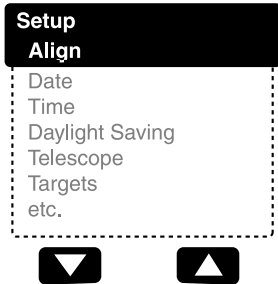 Setup
Align
Date
Time
Daylight Saving
Telescope
Targets
etc.